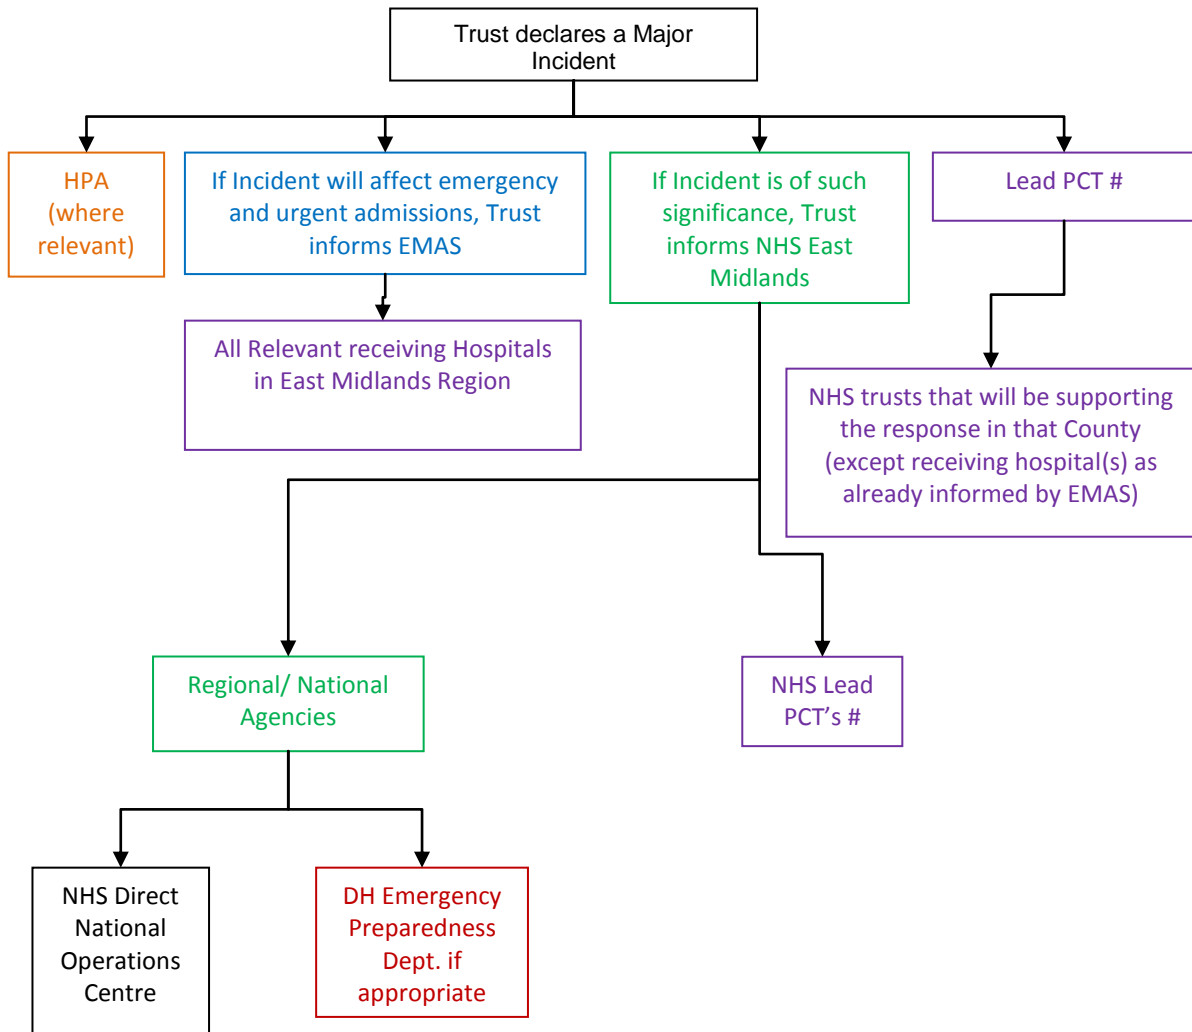 Trust declares a Major
Incident
HPA
(where
relevant)
If Incident will affect emergency
and urgent admissions, Trust
informs EMAS
If Incident is of such
significance, Trust
informs NHS East
Midlands
Lead PCT #
All Relevant receiving Hospitals
in East Midlands Region
NHS trusts that will be supporting
the response in that County
(except receiving hospital(s) as
already informed by EMAS)
Regional/ National
Agencies
NHS Lead
PCT’s #
NHS Direct
National
Operations
Centre
DH Emergency
Preparedness
Dept. if
appropriate